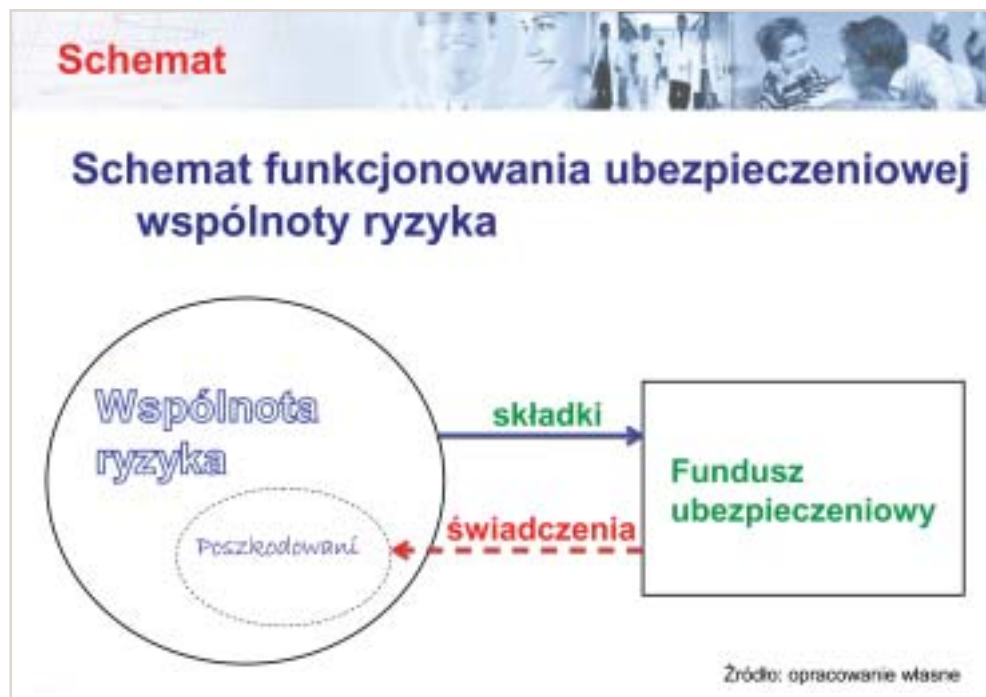 Schemat
Schemat funkcjonowania ubezpieczeniowej
wspólnoty ryzyka
Wspólnota
ryzyka
składki
Fundusz
ubezpieczeniowy
świadczenia
Poszkodowani
Źródło: opracowanie własne